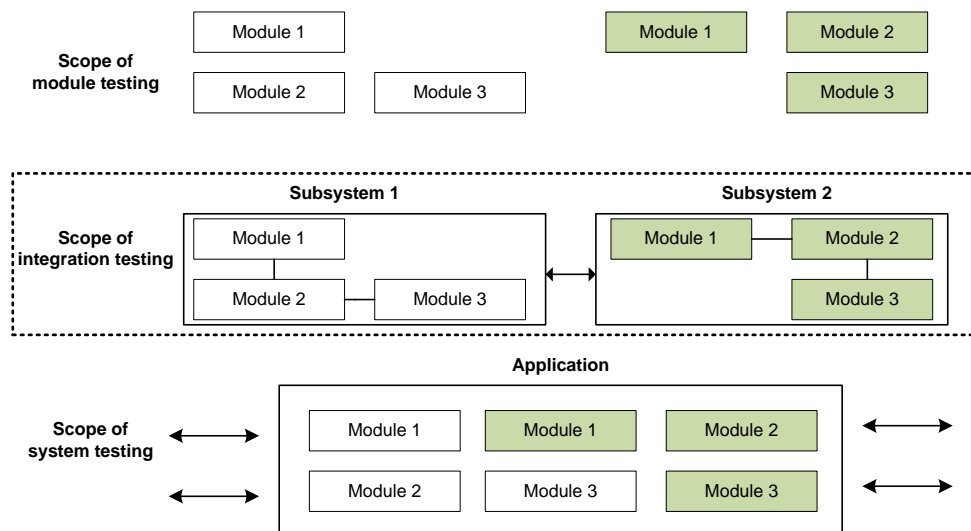 Module 1
Module 1
Module 2
Scope of
module testing
Module 2
Module 3
Module 3
Subsystem 1
Subsystem 2
Scope of
integration testing
Module 1
Module 1
Module 2
Module 2
Module 3
Module 3
Application
Scope of
system testing
Module 1
Module 1
Module 2
Module 2
Module 3
Module 3